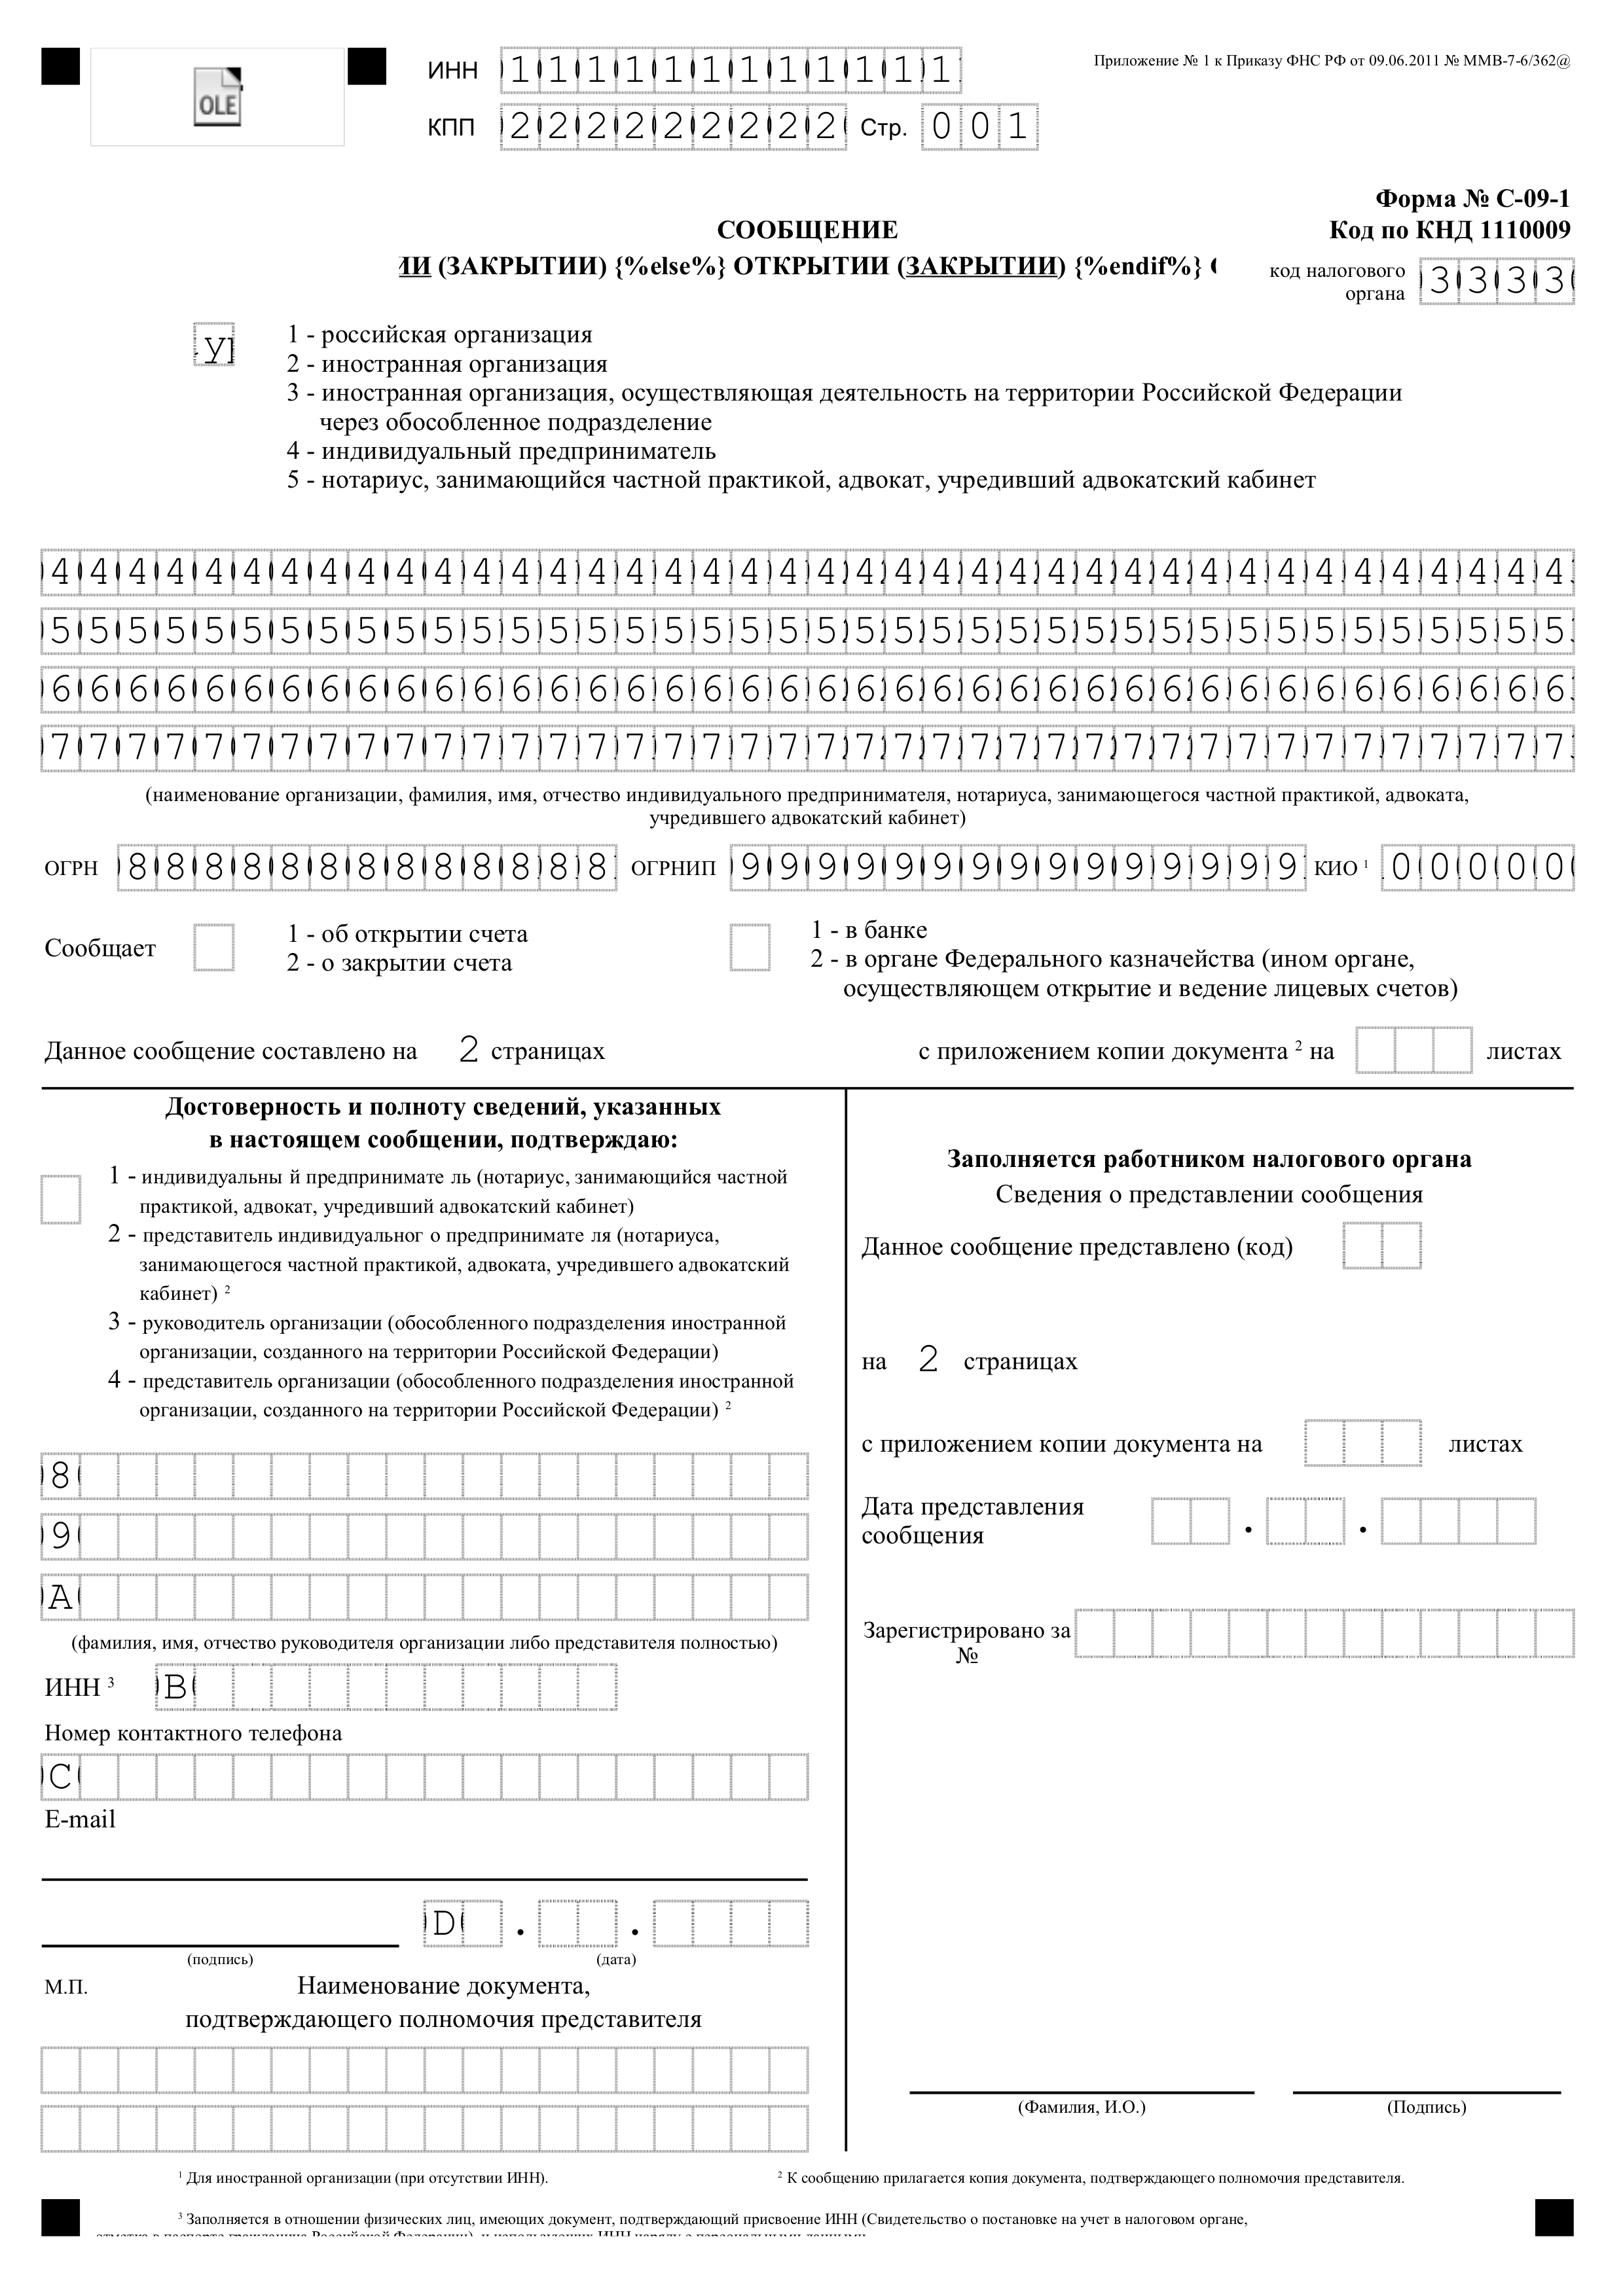 OLE
ИНН 1 1 1 1 1 1 1 1 1 1 1 1
Приложение № 1 к Приказу ФНС РФ от 09.06.2011 № ММВ-7-6/362@
КПП 2 2 2 2 2 2 2 2 2 Стр. 0 0 1
Форма № С-09-1
СООБЩЕНИЕ
Код по КНД 1110009
ИИ (ЗАКРЫТИИ) {%else%} ОТКРЫТИИ (ЗАКРЫТИИ) {%endif%}
код налогового
органа 3 3 3 3
У
1 - российская организация
2 - иностранная организация
3 - иностранная организация, осуществляющая деятельность на территории Российской Федерации
через обособленное подразделение
4 - индивидуальный предприниматель
5 - нотариус, занимающийся частной практикой, адвокат, учредивший адвокатский кабинет
4 4 4 4 4 4 4 4 4 4 4 4 4 4 4 4 4 4 4 4 4 4 4 4 4 4 4 4 4 4 4 4 4 4 4 4 4 4 4 4
5 5 5 5 5 5 5 5 5 5 5 5 5 5 5 5 5 5 5 5 5 5 5 5 5 5 5 5 5 5 5 5 5 5 5 5 5 5 5 5
6 6 6 6 6 6 6 6 6 6 6 6 6 6 6 6 6 6 6 6 6 6 6 6 6 6 6 6 6 6 6 6 6 6 6 6 6 6 6 6
7 7 7 7 7 7 7 7 7 7 7 7 7 7 7 7 7 7 7 7 7 7 7 7 7 7 7 7 7 7 7 7 7 7 7 7 7 7 7 7
(наименование организации, фамилия, имя, отчество индивидуального предпринимателя, нотариуса, занимающегося частной практикой, адвоката,
учредившего адвокатский кабинет)
ОГРН 8 8 8 8 8 8 8 8 8 8 8 8 8 ОГРНИП 9 9 9 9 9 9 9 9 9 9 9 9 9 9 9 КИО 1 0 0 0 0 0
Сообщает
1 - об открытии счета
2 - о закрытии счета
1 - в банке
2 - в органе Федерального казначейства (ином органе,
осуществляющем открытие и ведение лицевых счетов)
Данное сообщение составлено на 2 страницах
с приложением копии документа 2 на листах
Достоверность и полноту сведений, указанных
в настоящем сообщении, подтверждаю:
1 - индивидуальны й предпринимате ль (нотариус, занимающийся частной
практикой, адвокат, учредивший адвокатский кабинет)
2 - представитель индивидуальног о предпринимате ля (нотариуса,
занимающегося частной практикой, адвоката, учредившего адвокатский
кабинет) 2
3 - руководитель организации (обособленного подразделения иностранной
организации, созданного на территории Российской Федерации)
4 - представитель организации (обособленного подразделения иностранной
организации, созданного на территории Российской Федерации) 2
8
9
A
(фамилия, имя, отчество руководителя организации либо представителя полностью)
ИНН 3 B
Номер контактного телефона
C
E-mail
D . .
(подпись) (дата)
М.П.
Наименование документа,
подтверждающего полномочия представителя
Заполняется работником налогового органа
Сведения о представлении сообщения
Данное сообщение представлено (код)
на 2 страницах
с приложением копии документа на листах
Дата представления
сообщения . .
Зарегистрировано за
№
(Фамилия, И.О.) (Подпись)
1 Для иностранной организации (при отсутствии ИНН).
2 К сообщению прилагается копия документа, подтверждающего полномочия представителя.
3 Заполняется в отношении физических лиц, имеющих документ, подтверждающий присвоение ИНН (Свидетельство о постановке на учет в налоговом органе,
отметка в паспорте гражданина Российской Федерации), и использующих ИНН наряду с персональными данными.